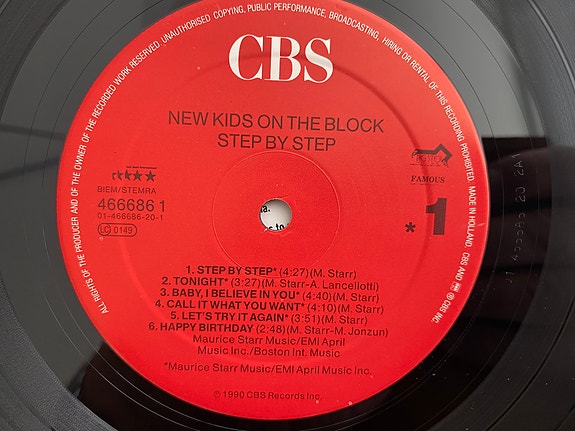 ALL RIGHTS OF THE PRODUCER AND OF THE OWNER OF THE RECORDED WORK RESERVED. UNAUTHORISED COPYING, PUBLIC PERFORMANCE, BROADCASTING, HIRING OR RENTAL OF THIS RECORDING PROHIBITED. MADE IN HOLLAND. CBS AND ® CBS INC.
CBS
NEW KIDS ON THE BLOCK
STEP BY STEP
BIEM/STEMRA
466686 1
01-466686-20-1
LC 0149
FAMOUS
* 1
1. STEP BY STEP* (4:27)(M. Starr)
2. TONIGHT* (3:27)(M. Starr-A. Lancellotti)
3. BABY, I BELIEVE IN YOU* (4:40)(M. Starr)
4. CALL IT WHAT YOU WANT* (4:10)(M. Starr)
5. LET'S TRY IT AGAIN* (3:51)(M. Starr)
6. HAPPY BIRTHDAY (2:48)(M. Starr-M. Jonzun)
Maurice Starr Music/EMI April
Music Inc./Boston Int. Music
*Maurice Starr Music/EMI April Music Inc.
℗ 1990 CBS Records Inc.